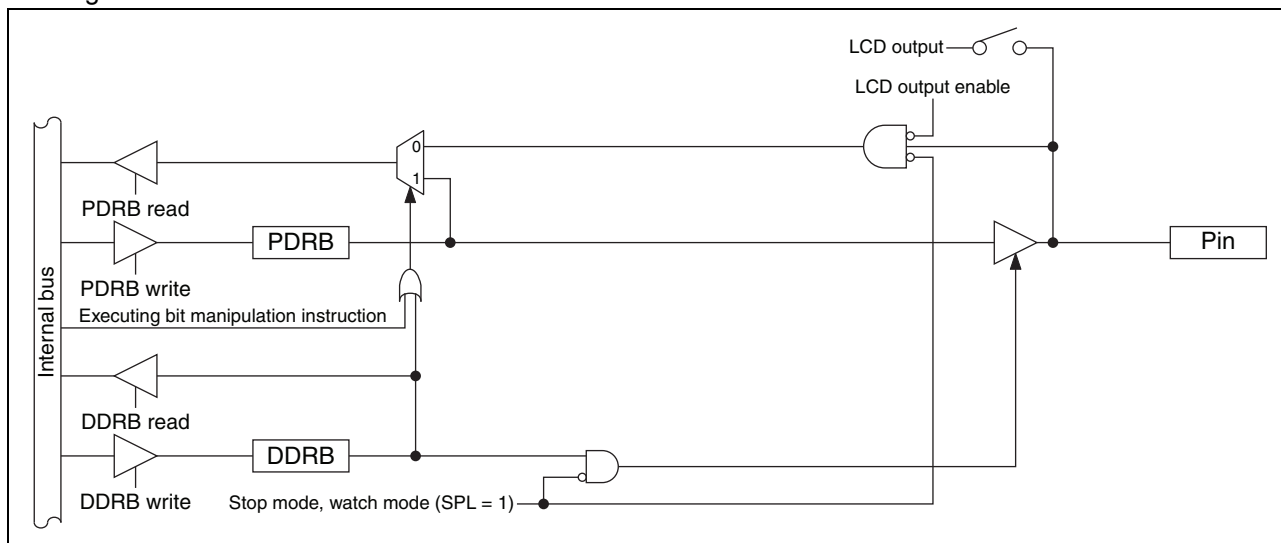 LCD output
LCD output enable
0
1
PDRB read
PDRB
Pin
PDRB write
Executing bit manipulation instruction
Internal bus
DDRB read
DDRB
DDRB write
Stop mode, watch mode (SPL = 1)